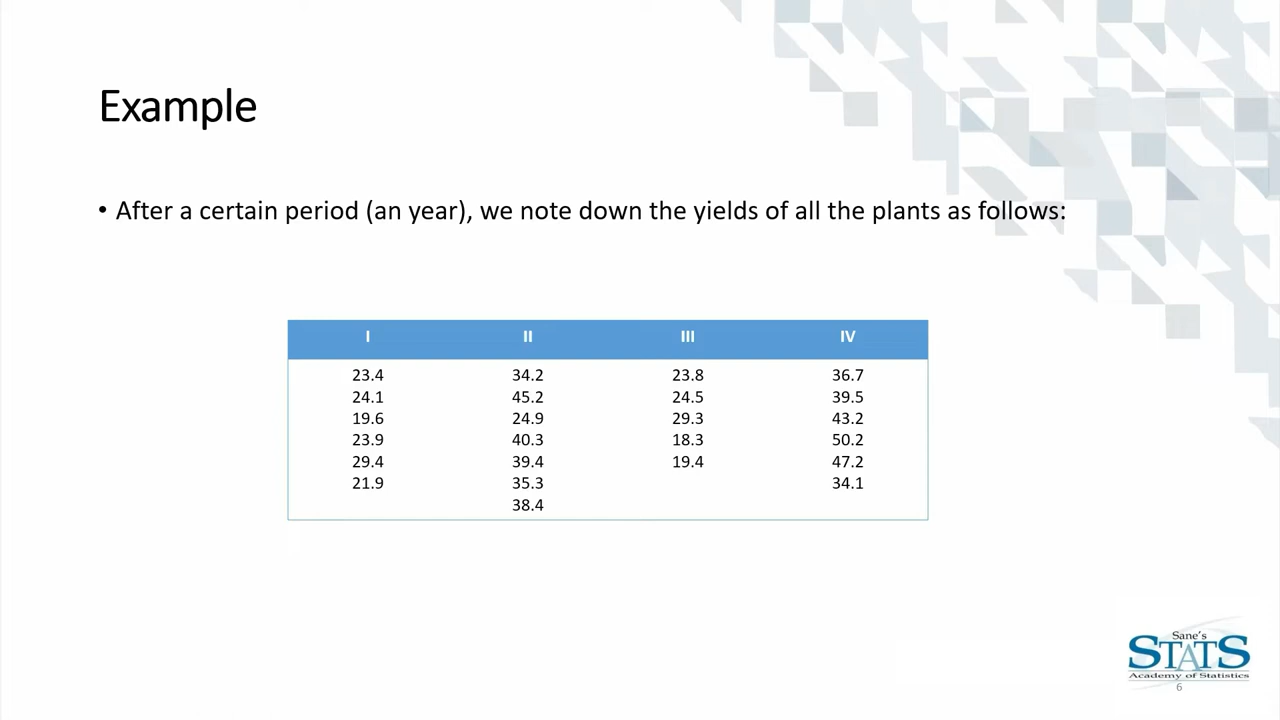 Example
• After a certain period (an year), we note down the yields of all the plants as follows:
I II III IV
23.4 34.2 23.8 36.7
24.1 45.2 24.5 39.5
19.6 24.9 29.3 43.2
23.9 40.3 18.3 50.2
29.4 39.4 19.4 47.2
21.9 35.3 34.1
38.4
Sane's
STATS
Academy of Statistics
6